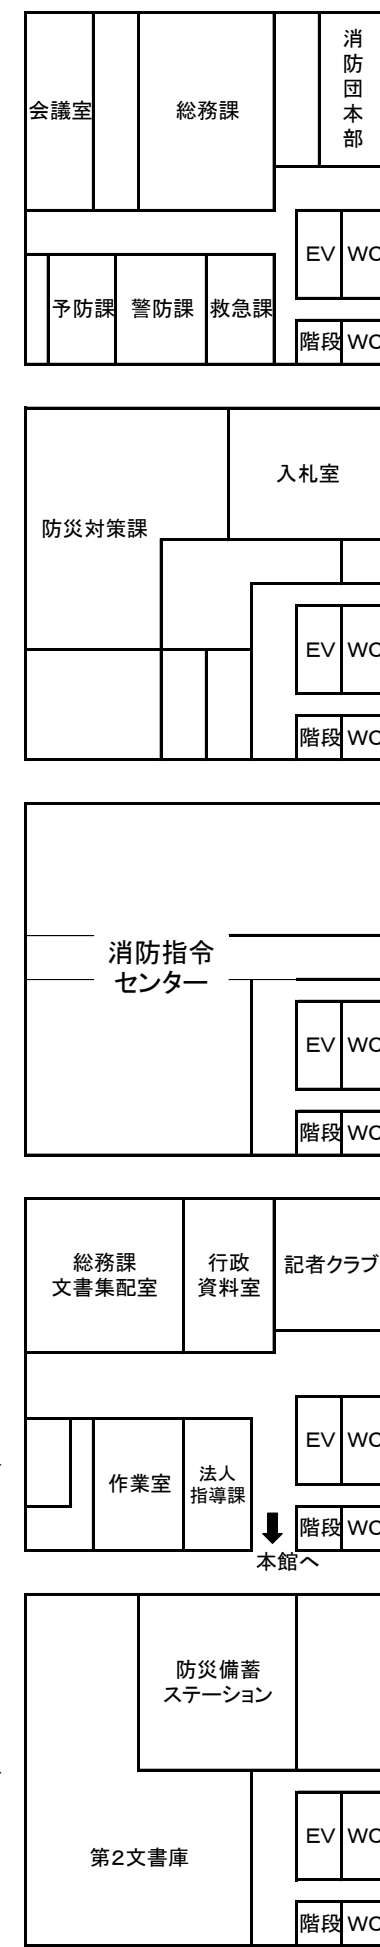 会議室
総務課
消防団本部
EV
WC
予防課
警防課
救急課
階段
WC
入札室
防災対策課
EV
WC
階段
WC
消防指令
センター
EV
WC
階段
WC
総務課
文書集配室
行政
資料室
記者クラブ
EV
WC
作業室
法人
指導課
階段
WC
本館へ
防災備蓄
ステーション
EV
WC
第2文書庫
階段
WC